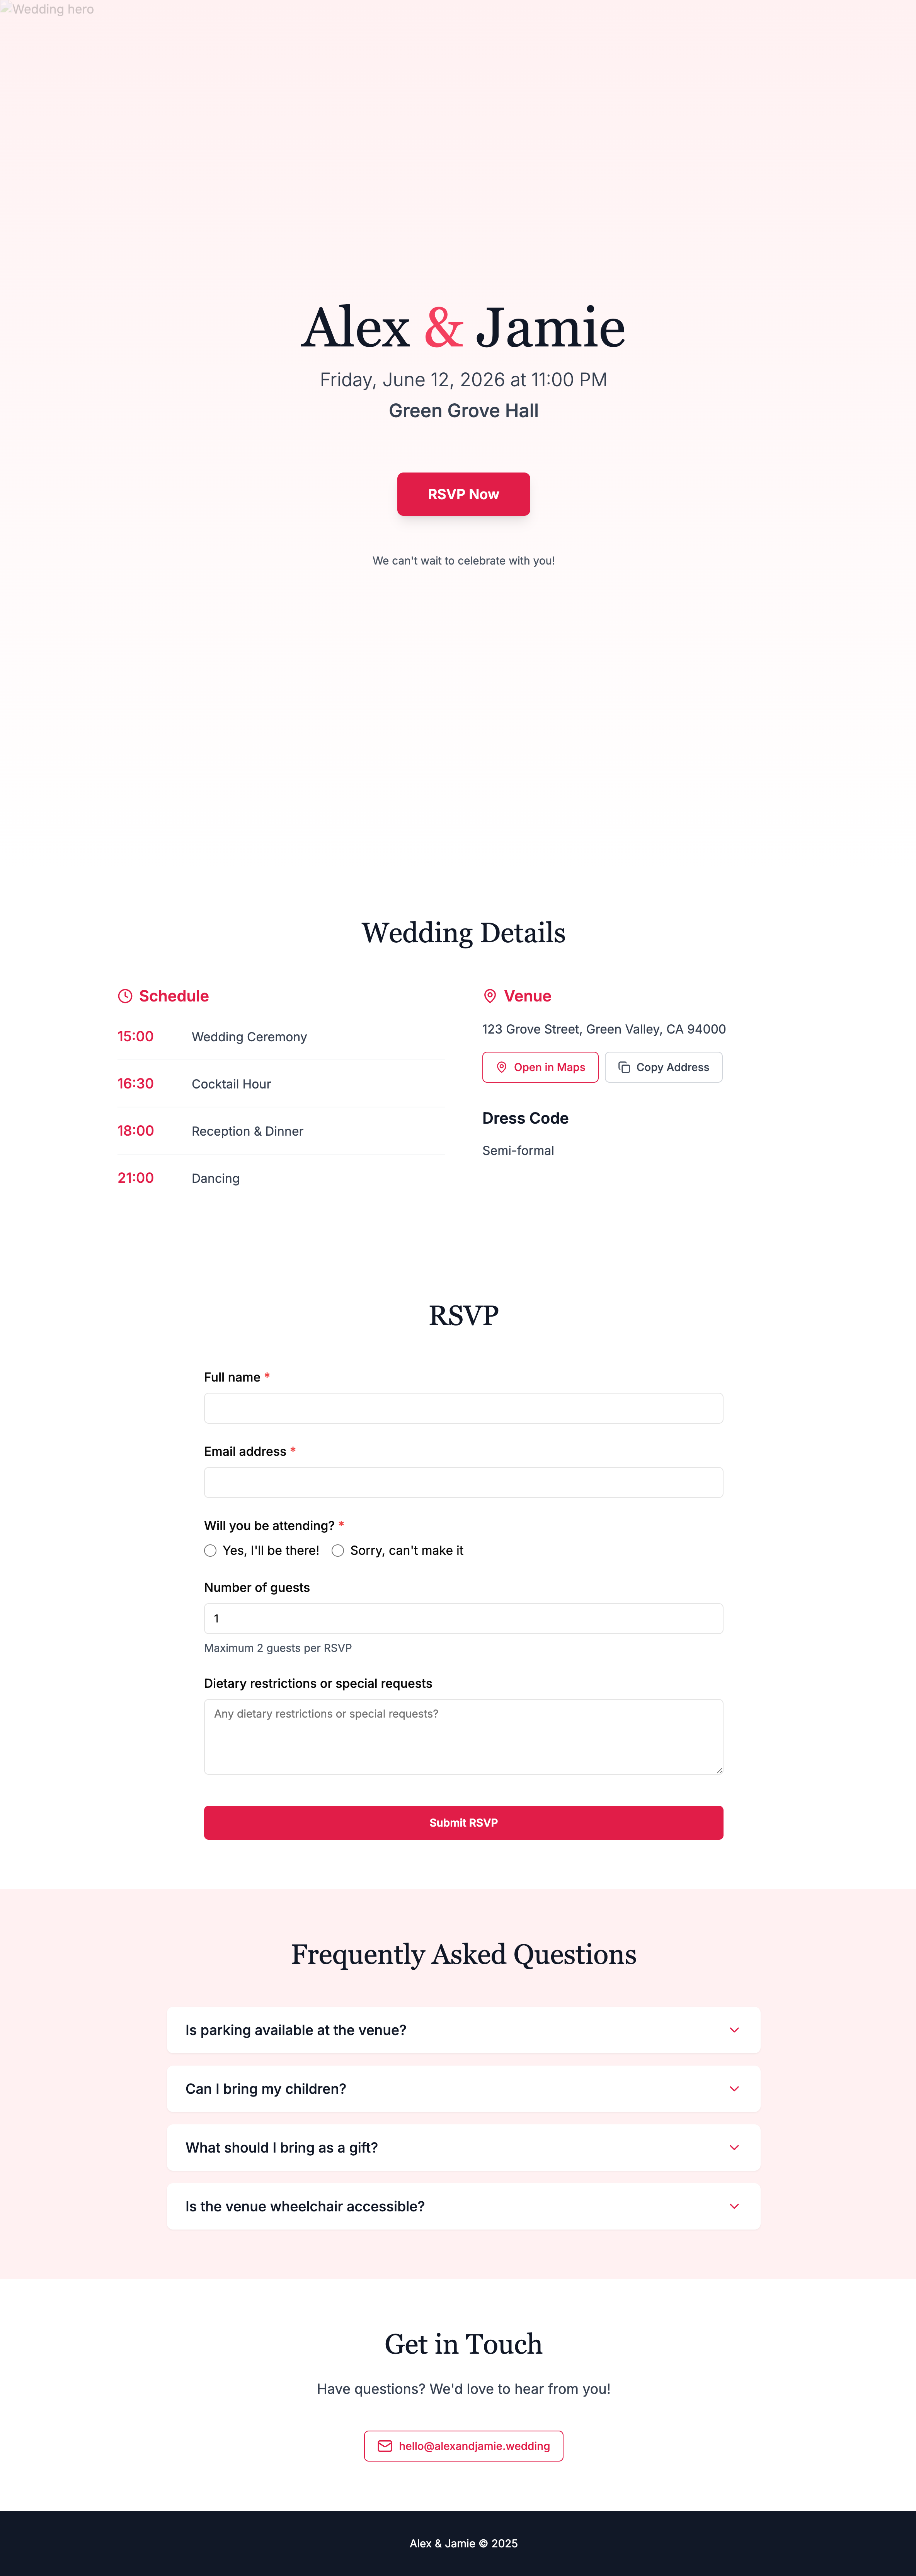 Wedding hero
Alex & Jamie
Friday, June 12, 2026 at 11:00 PM
Green Grove Hall
RSVP Now
We can't wait to celebrate with you!
Wedding Details
Schedule
15:00 Wedding Ceremony
16:30 Cocktail Hour
18:00 Reception & Dinner
21:00 Dancing
Venue
123 Grove Street, Green Valley, CA 94000
Open in Maps Copy Address
Dress Code
Semi-formal
RSVP
Full name *
Email address *
Will you be attending? *
Yes, I'll be there! Sorry, can't make it
Number of guests
1
Maximum 2 guests per RSVP
Dietary restrictions or special requests
Any dietary restrictions or special requests?
Submit RSVP
Frequently Asked Questions
Is parking available at the venue?
Can I bring my children?
What should I bring as a gift?
Is the venue wheelchair accessible?
Get in Touch
Have questions? We'd love to hear from you!
hello@alexandjamie.wedding
Alex & Jamie © 2025